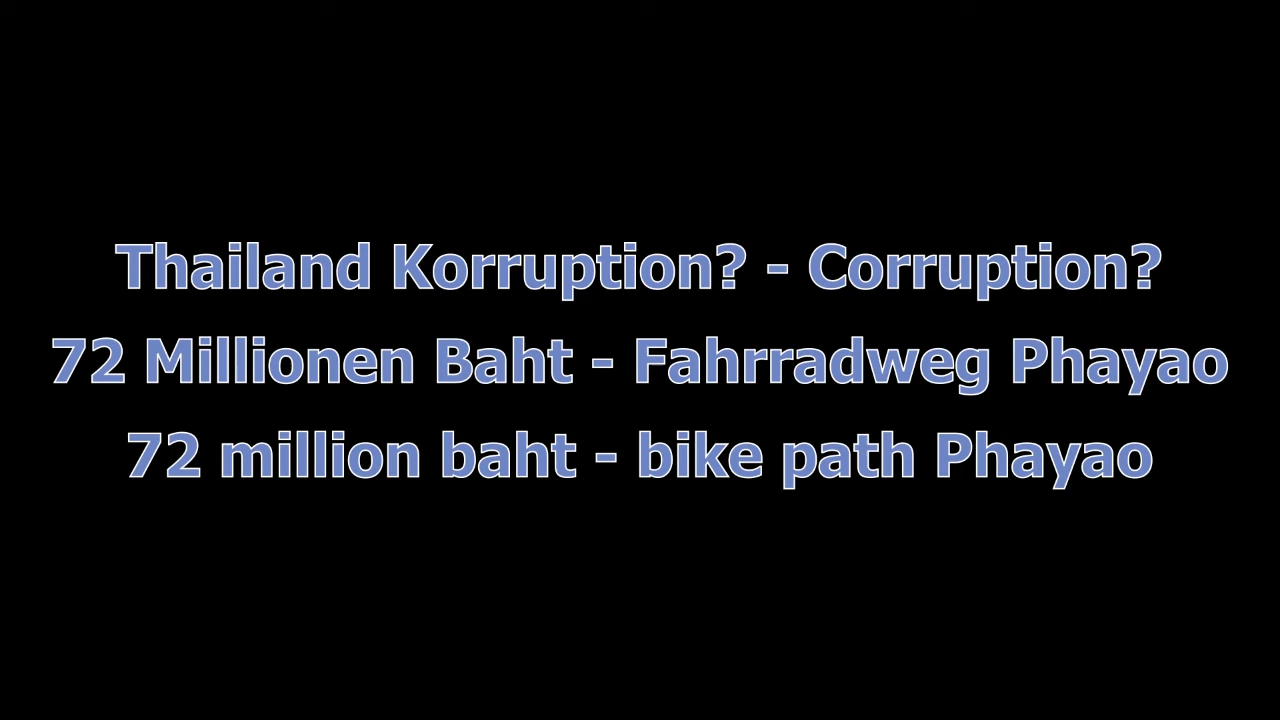 Thailand Korruption? - Corruption?
72 Millionen Baht - Fahrradweg Phayao
72 million baht - bike path Phayao